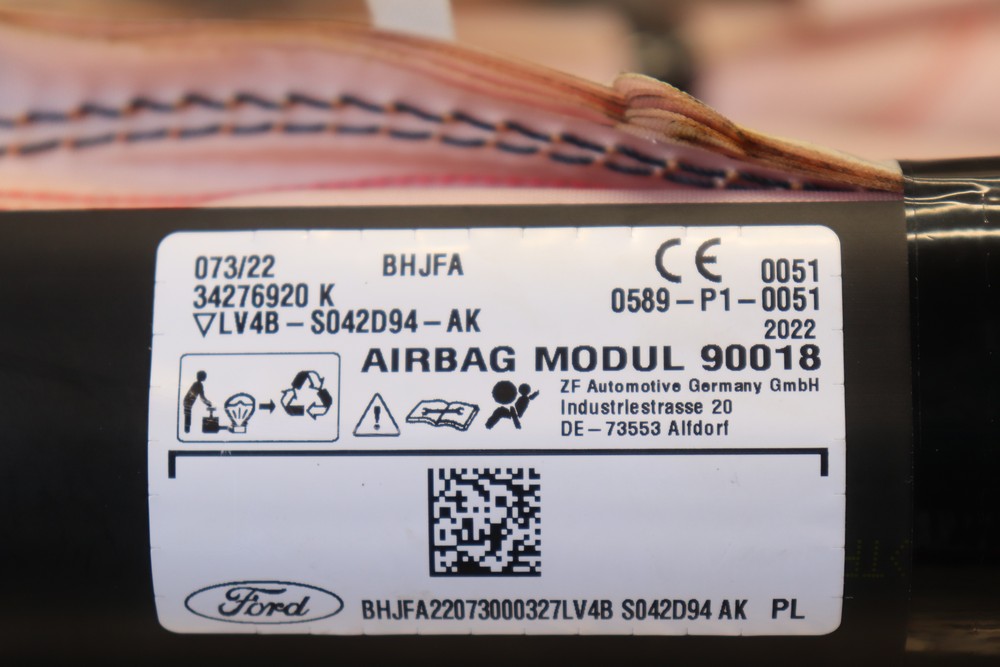 073/22 BHJFA
34276920 K
▽LV4B-S042D94-AK
CE 0051
0589-P1-0051
2022
AIRBAG MODUL 90018
ZF Automotive Germany GmbH
Industriestrasse 20
DE-73553 Alfdorf
Ford
BHJFA22073000327LV4B S042D94 AK PL